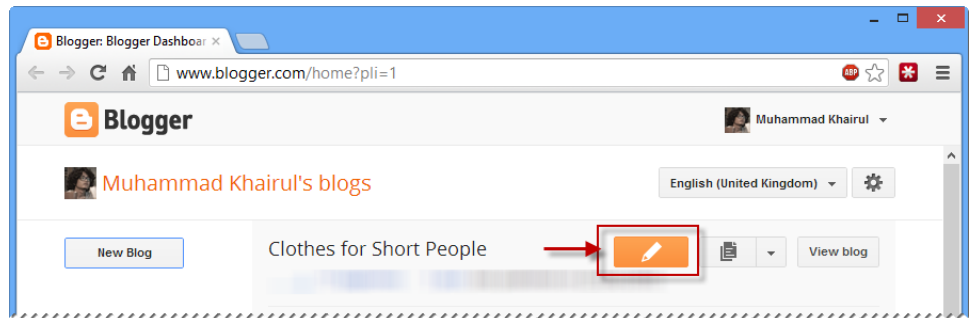 Blogger: Blogger Dashboar
www.blogger.com/home?pli=1
ABP
Blogger
Muhammad Khairul
Muhammad Khairul's blogs
English (United Kingdom)
New Blog
Clothes for Short People
View blog